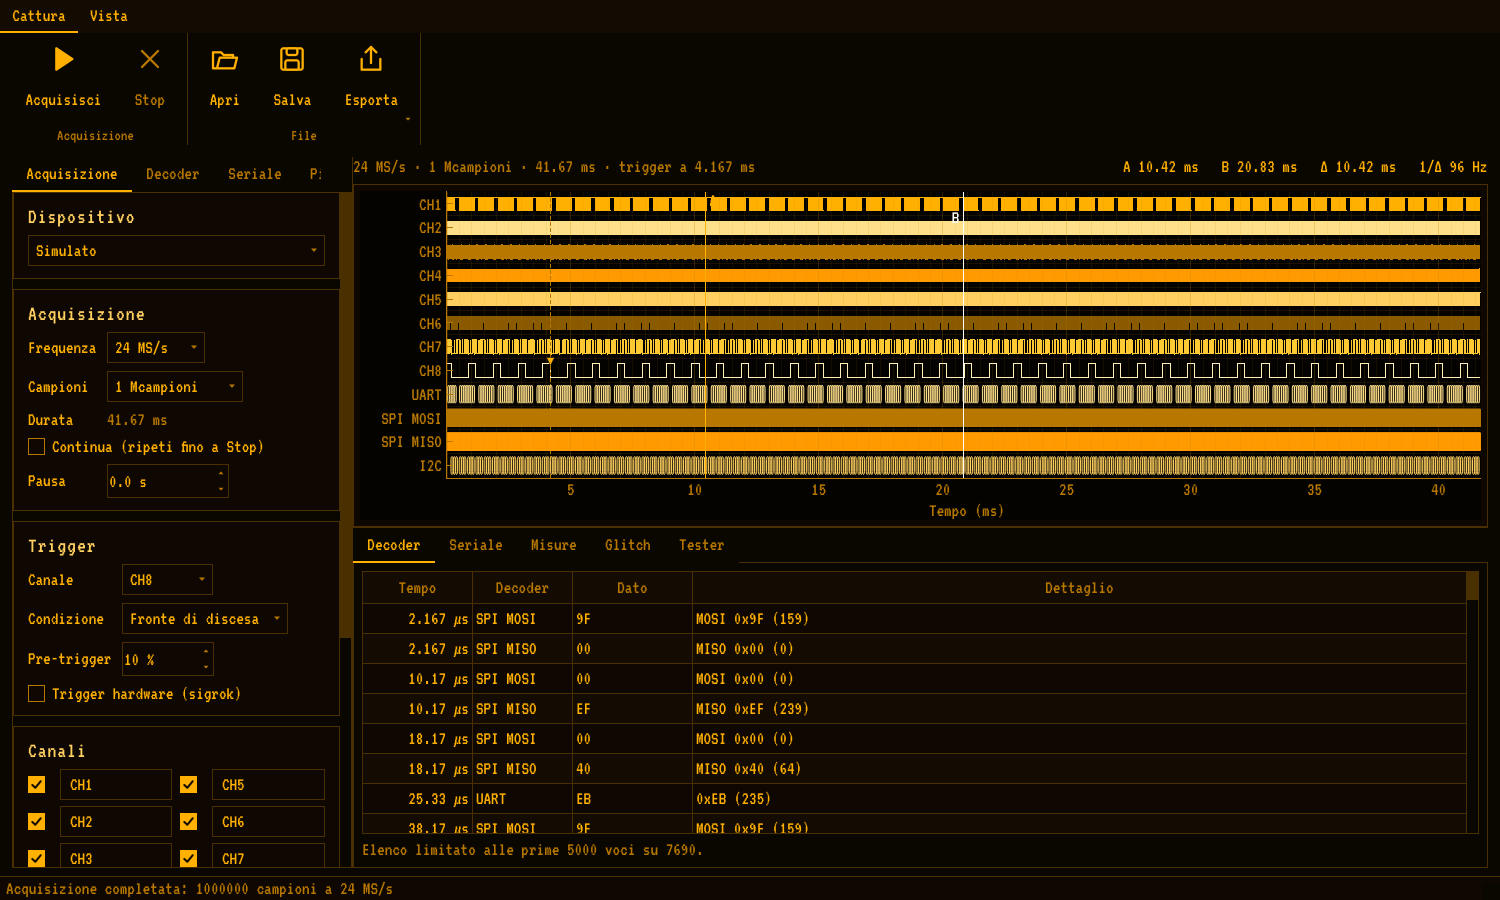 Cattura Vista
Acquisisci Stop Apri Salva Esporta
Acquisizione File
Acquisizione Decoder Seriale
Dispositivo
Simulato
Acquisizione
Frequenza 24 MS/s
Campioni 1 Mcampioni
Durata 41.67 ms
Continua (ripeti fino a Stop)
Pausa 0.0 s
Trigger
Canale CH8
Condizione Fronte di discesa
Pre-trigger 10 %
Trigger hardware (sigrok)
Canali
CH1 CH5
CH2 CH6
CH3 CH7
24 MS/s · 1 Mcampioni · 41.67 ms · trigger a 4.167 ms
A 10.42 ms B 20.83 ms Δ 10.42 ms 1/Δ 96 Hz
CH1
B
CH2
CH3
CH4
CH5
CH6
CH7
CH8
UART
SPI MOSI
SPI MISO
I2C
5 10 15 20 25 30 35 40
Tempo (ms)
Decoder Seriale Misure Glitch Tester
Tempo Decoder Dato Dettaglio
2.167 µs SPI MOSI 9F MOSI 0x9F (159)
2.167 µs SPI MISO 00 MISO 0x00 (0)
10.17 µs SPI MOSI 00 MOSI 0x00 (0)
10.17 µs SPI MISO EF MISO 0xEF (239)
18.17 µs SPI MOSI 00 MOSI 0x00 (0)
18.17 µs SPI MISO 40 MISO 0x40 (64)
25.33 µs UART EB 0xEB (235)
38.17 µs SPI MOSI 9F MOSI 0x9F (159)
Elenco limitato alle prime 5000 voci su 7690.
Acquisizione completata: 1000000 campioni a 24 MS/s